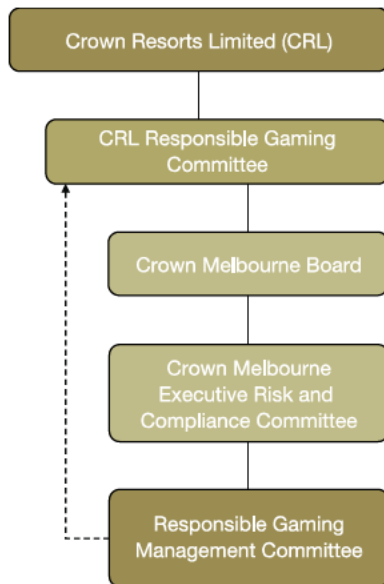 Crown Resorts Limited (CRL)
CRL Responsible Gaming
Committee
Crown Melbourne Board
Crown Melbourne
Executive Risk and
Compliance Committee
Responsible Gaming
Management Committee